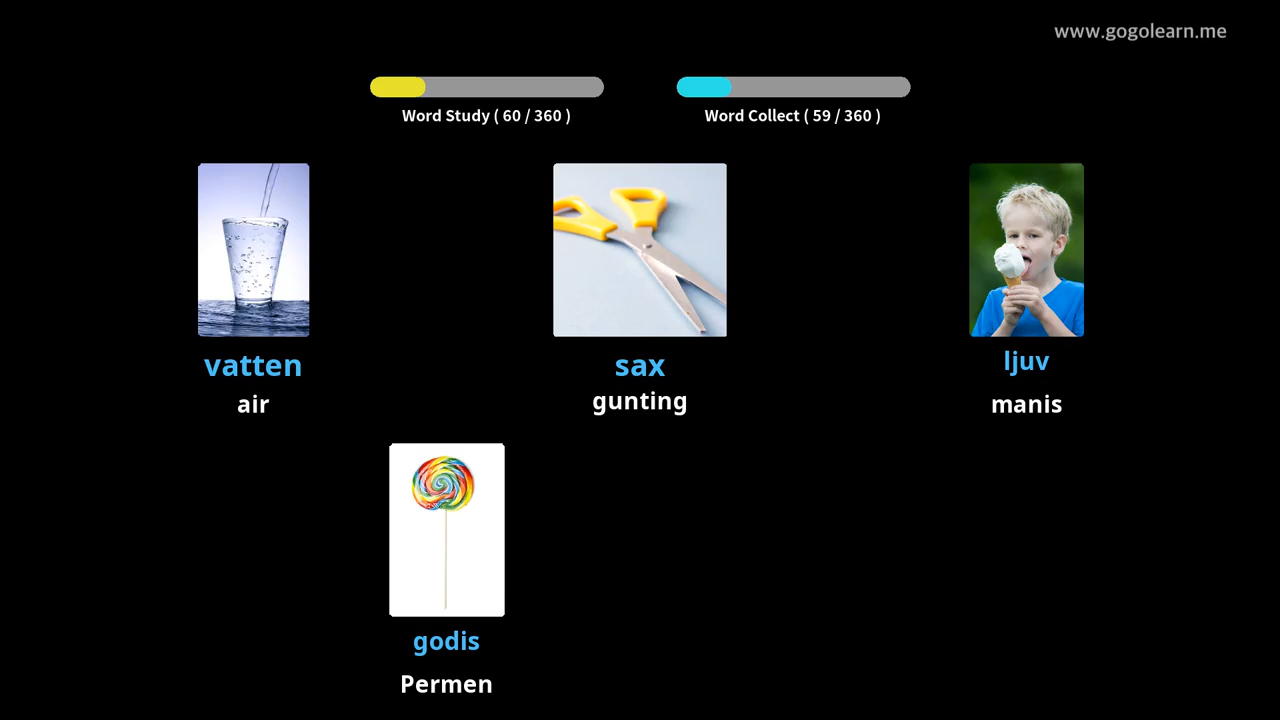 www.gogolearn.me
Word Study ( 60 / 360 )
Word Collect ( 59 / 360 )
vatten
air
sax
gunting
ljuv
manis
godis
Permen